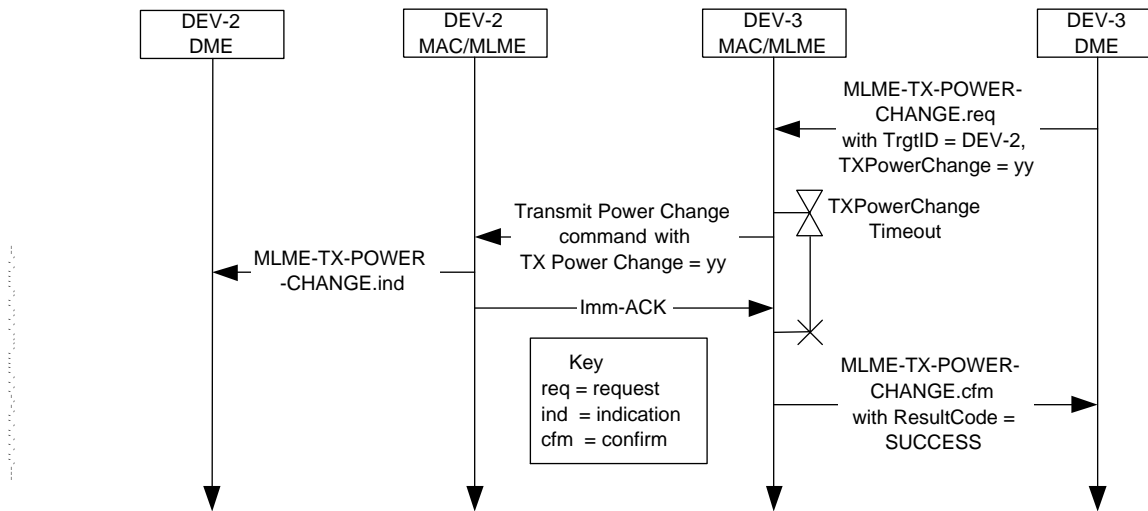 DEV-2
DME
DEV-2
MAC/MLME
DEV-3
MAC/MLME
DEV-3
DME
MLME-TX-POWER-
CHANGE.req
with TrgtID = DEV-2,
TXPowerChange = yy
TXPowerChange
Timeout
Transmit Power Change
command with
TX Power Change = yy
MLME-TX-POWER
-CHANGE.ind
Imm-ACK
Key
req = request
ind = indication
cfm = confirm
MLME-TX-POWER-
CHANGE.cfm
with ResultCode =
SUCCESS